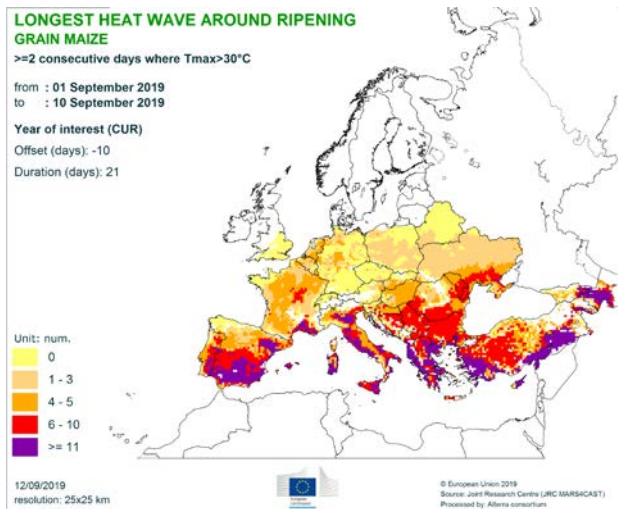 LONGEST HEAT WAVE AROUND RIPENING
GRAIN MAIZE
>=2 consecutive days where Tmax>30°C
from : 01 September 2019
to : 10 September 2019
Year of interest (CUR)
Offset (days): -10
Duration (days): 21
Unit: num.
0
1 - 3
4 - 5
6 - 10
>= 11
12/09/2019
resolution: 25x25 km
© European Union 2019
Source: Joint Research Centre (JRC MARS4CAST)
Processed by: Alterra consortium